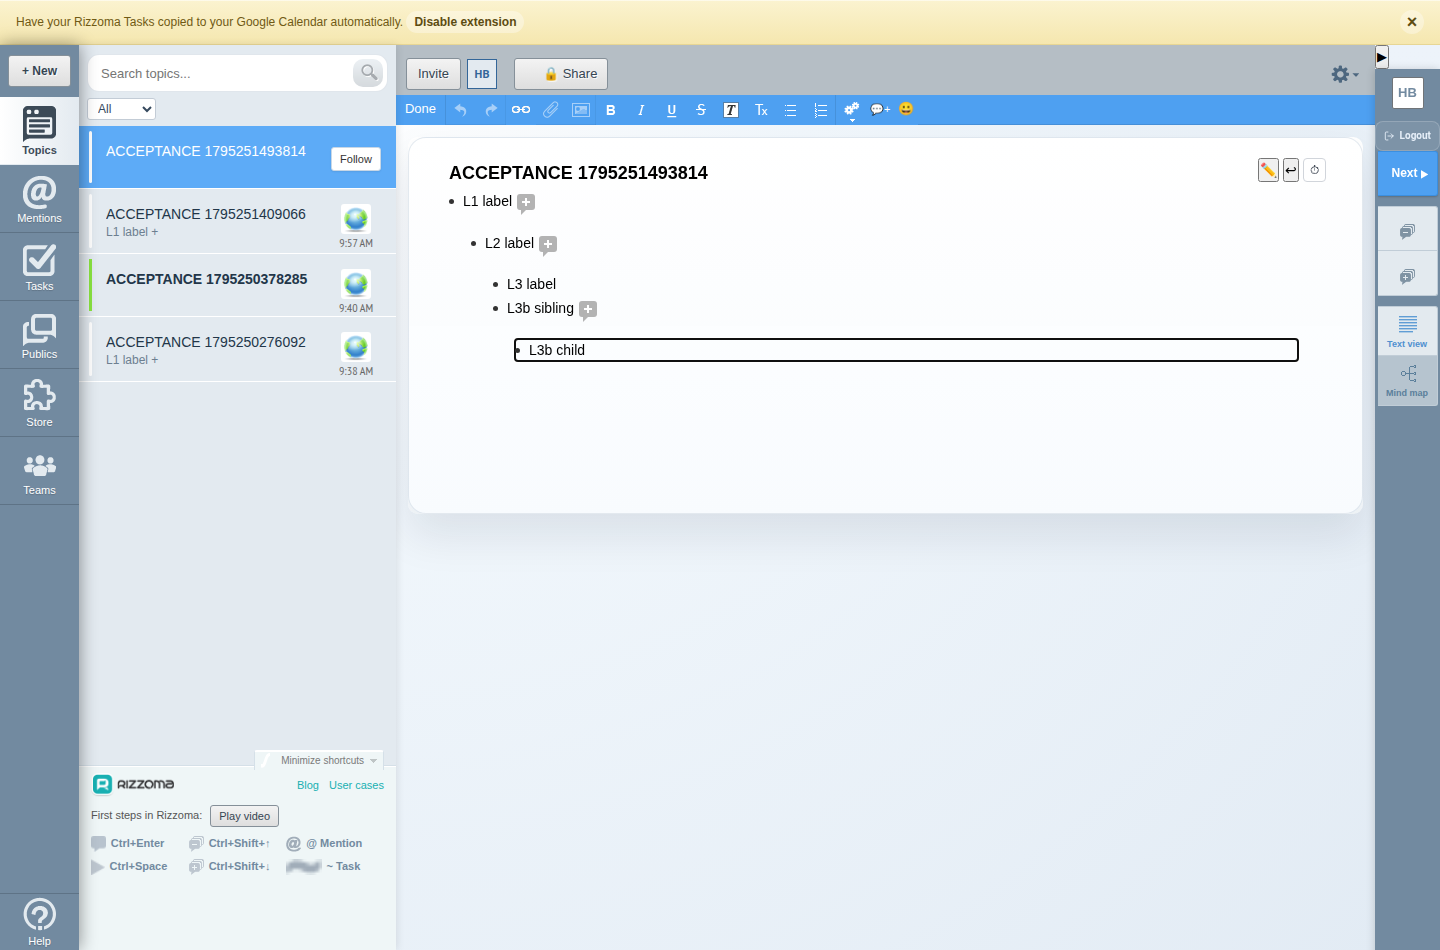 Have your Rizzoma Tasks copied to your Google Calendar automatically. Disable extension ×
+ New
Topics
Mentions
Tasks
Publics
Store
Teams
Help
Search topics...
All
ACCEPTANCE 1795251493814
Follow
ACCEPTANCE 1795251409066
L1 label +
9:57 AM
ACCEPTANCE 1795250378285
9:40 AM
ACCEPTANCE 1795250276092
L1 label +
9:38 AM
Minimize shortcuts
RIZZOMA
Blog User cases
First steps in Rizzoma: Play video
Ctrl+Enter Ctrl+Shift+↑ @ Mention
Ctrl+Space Ctrl+Shift+↓ ~ Task
Invite HB 🔒 Share
Done B I U S T Tx 💬+ 😀
ACCEPTANCE 1795251493814
• L1 label +
• L2 label +
• L3 label
• L3b sibling +
• L3b child
▶
HB
Logout
Next ▶
Text view
Mind map